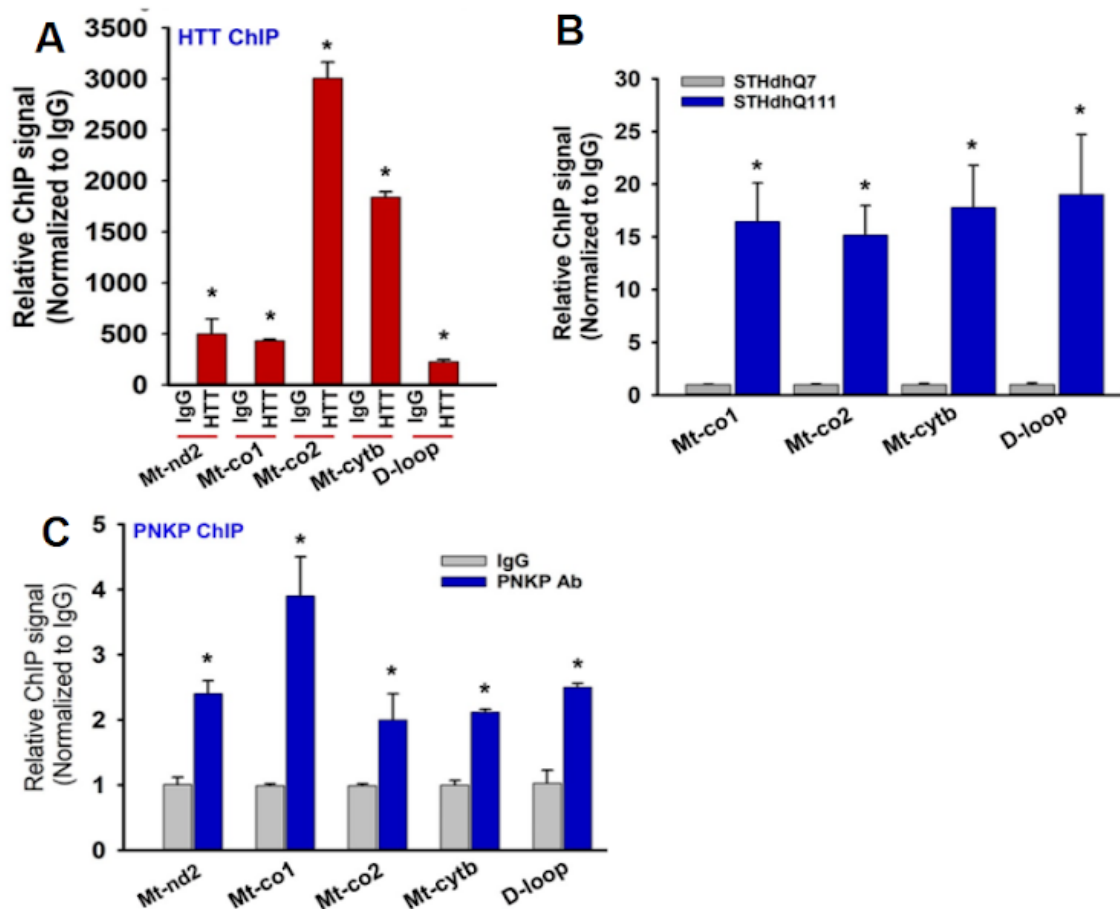 A
HTT ChIP
Relative ChIP signal
(Normalized to IgG)
3500
3000
2500
2000
1500
1000
500
0
*
*
*
*
*
IgG
HTT
IgG
HTT
IgG
HTT
IgG
HTT
IgG
HTT
Mt-nd2
Mt-co1
Mt-co2
Mt-cytb
D-loop
B
STHdhQ7
STHdhQ111
Relative ChIP signal
(Normalized to IgG)
30
25
20
15
10
5
0
*
*
*
*
Mt-co1
Mt-co2
Mt-cytb
D-loop
C
PNKP ChIP
IgG
PNKP Ab
Relative ChIP signal
(Normalized to IgG)
5
4
3
2
1
0
*
*
*
*
*
Mt-nd2
Mt-co1
Mt-co2
Mt-cytb
D-loop